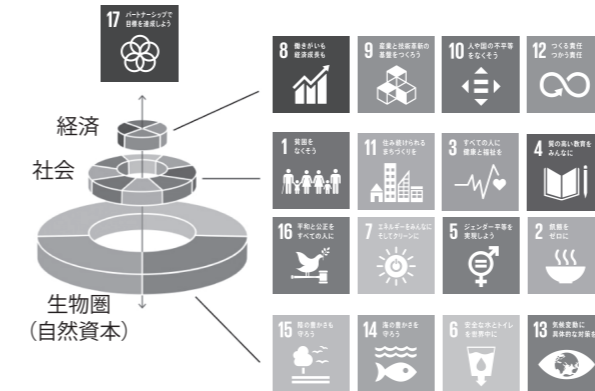 17 パートナーシップで
目標を達成しよう
経済
社会
生物圏
（自然資本）
8 働きがいも
経済成長も
9 産業と技術革新の
基盤をつくろう
10 人や国の不平等
をなくそう
12 つくる責任
つかう責任
1 貧困を
なくそう
11 住み続けられる
まちづくりを
3 すべての人に
健康と福祉を
4 質の高い教育を
みんなに
16 平和と公正を
すべての人に
7 エネルギーをみんなに
そしてクリーンに
5 ジェンダー平等を
実現しよう
2 飢餓を
ゼロに
15 陸の豊かさも
守ろう
14 海の豊かさを
守ろう
6 安全な水とトイレ
を世界中に
13 気候変動に
具体的な対策を